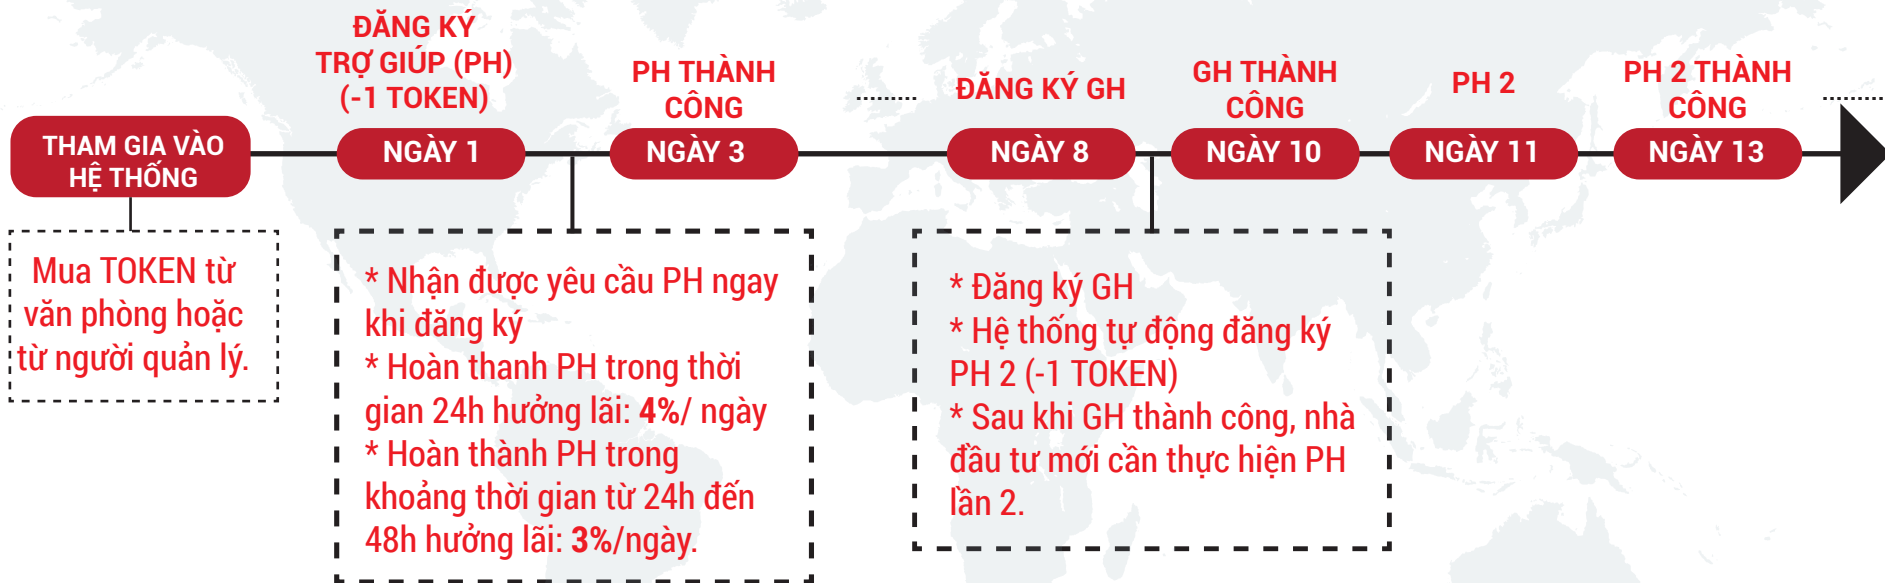 ĐĂNG KÝ
TRỢ GIÚP (PH)
(-1 TOKEN)
PH THÀNH
CÔNG
ĐĂNG KÝ GH
GH THÀNH
CÔNG
PH 2
PH 2 THÀNH
CÔNG
THAM GIA VÀO
HỆ THỐNG
NGÀY 1
NGÀY 3
NGÀY 8
NGÀY 10
NGÀY 11
NGÀY 13
Mua TOKEN từ
văn phòng hoặc
từ người quản lý.
* Nhận được yêu cầu PH ngay
khi đăng ký
* Hoàn thanh PH trong thời
gian 24h hưởng lãi: 4%/ ngày
* Hoàn thành PH trong
khoảng thời gian từ 24h đến
48h hưởng lãi: 3%/ngày.
* Đăng ký GH
* Hệ thống tự động đăng ký
PH 2 (-1 TOKEN)
* Sau khi GH thành công, nhà
đầu tư mới cần thực hiện PH
lần 2.